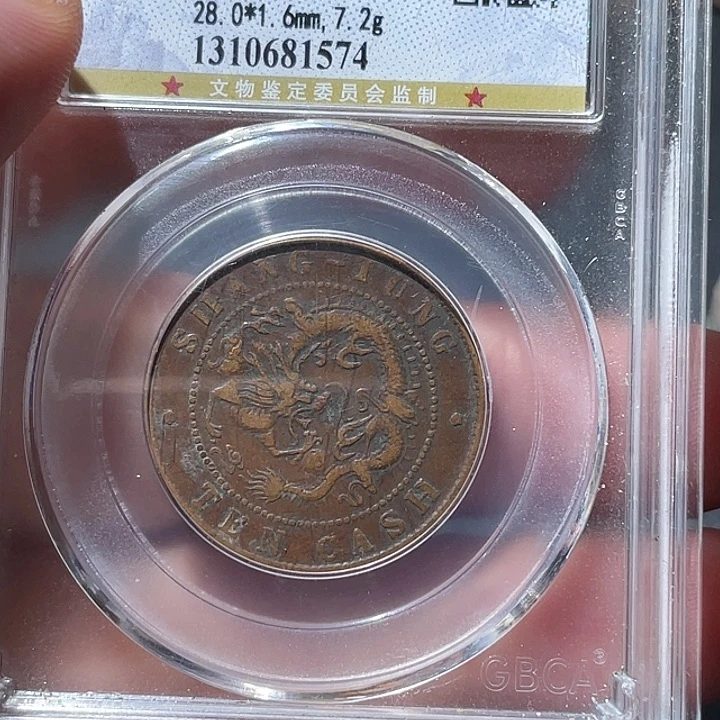 28.0*1.6mm, 7.2g
1310681574
★ 文物鉴定委员会监制 ★
GBCA
SHANG-TUNG
TEN CASH
GBCA®